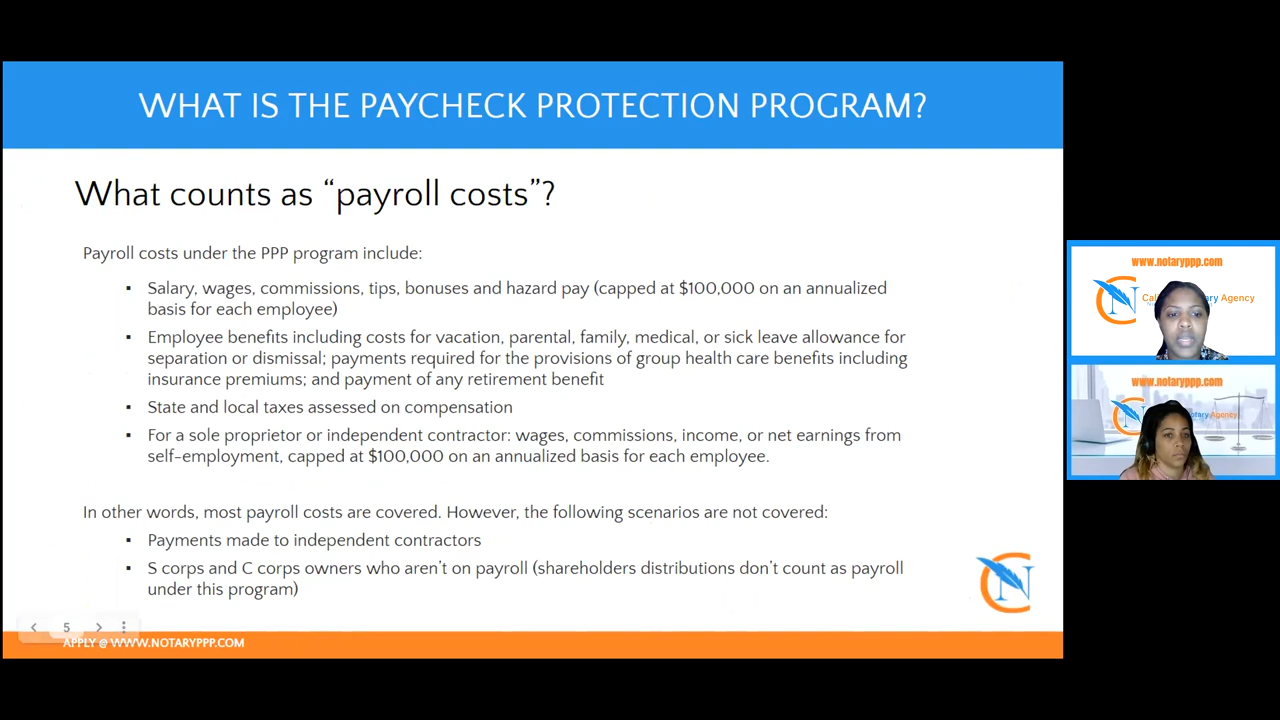 WHAT IS THE PAYCHECK PROTECTION PROGRAM?
What counts as “payroll costs”?
Payroll costs under the PPP program include:
▪ Salary, wages, commissions, tips, bonuses and hazard pay (capped at $100,000 on an annualized
basis for each employee)
▪ Employee benefits including costs for vacation, parental, family, medical, or sick leave allowance for
separation or dismissal; payments required for the provisions of group health care benefits including
insurance premiums; and payment of any retirement benefit
▪ State and local taxes assessed on compensation
▪ For a sole proprietor or independent contractor: wages, commissions, income, or net earnings from
self-employment, capped at $100,000 on an annualized basis for each employee.
In other words, most payroll costs are covered. However, the following scenarios are not covered:
▪ Payments made to independent contractors
▪ S corps and C corps owners who aren’t on payroll (shareholders distributions don’t count as payroll
under this program)
5
APPLY @ WWW.NOTARYPPP.COM
CN
www.notaryppp.com
Agency
www.notaryppp.com
Agency